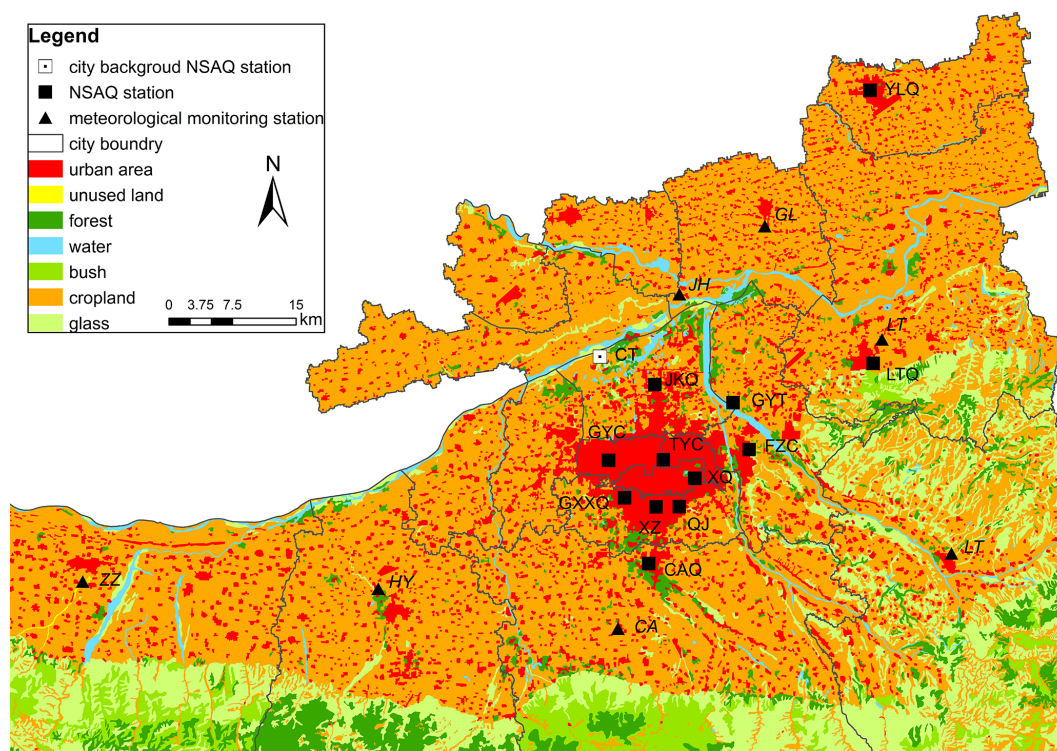 Legend
city backgroud NSAQ station
NSAQ station
meteorological monitoring station
city boundry
urban area
unused land
forest
water
bush
cropland
glass
N
0 3.75 7.5 15
km
YLQ
GL
JH
LT
CT
LTQ
JKQ
GYT
GYC
TYC
FZC
XQ
GXXQ
XZ
QJ
LT
CAQ
ZZ
HY
CA